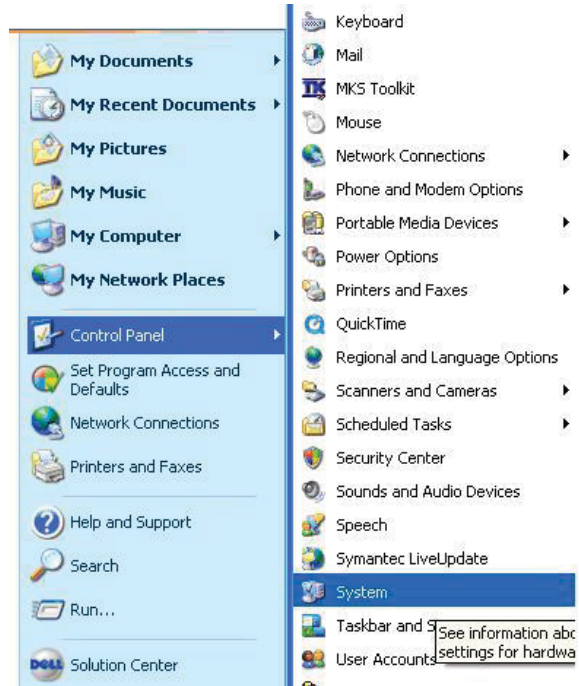 My Documents
My Recent Documents
My Pictures
My Music
My Computer
My Network Places
Control Panel
Set Program Access and
Defaults
Network Connections
Printers and Faxes
Help and Support
Search
Run...
DELL Solution Center
Keyboard
Mail
MKS Toolkit
Mouse
Network Connections
Phone and Modem Options
Portable Media Devices
Power Options
Printers and Faxes
QuickTime
Regional and Language Options
Scanners and Cameras
Scheduled Tasks
Security Center
Sounds and Audio Devices
Speech
Symantec LiveUpdate
System
Taskbar and S
See information abo
settings for hardwa
User Accounts